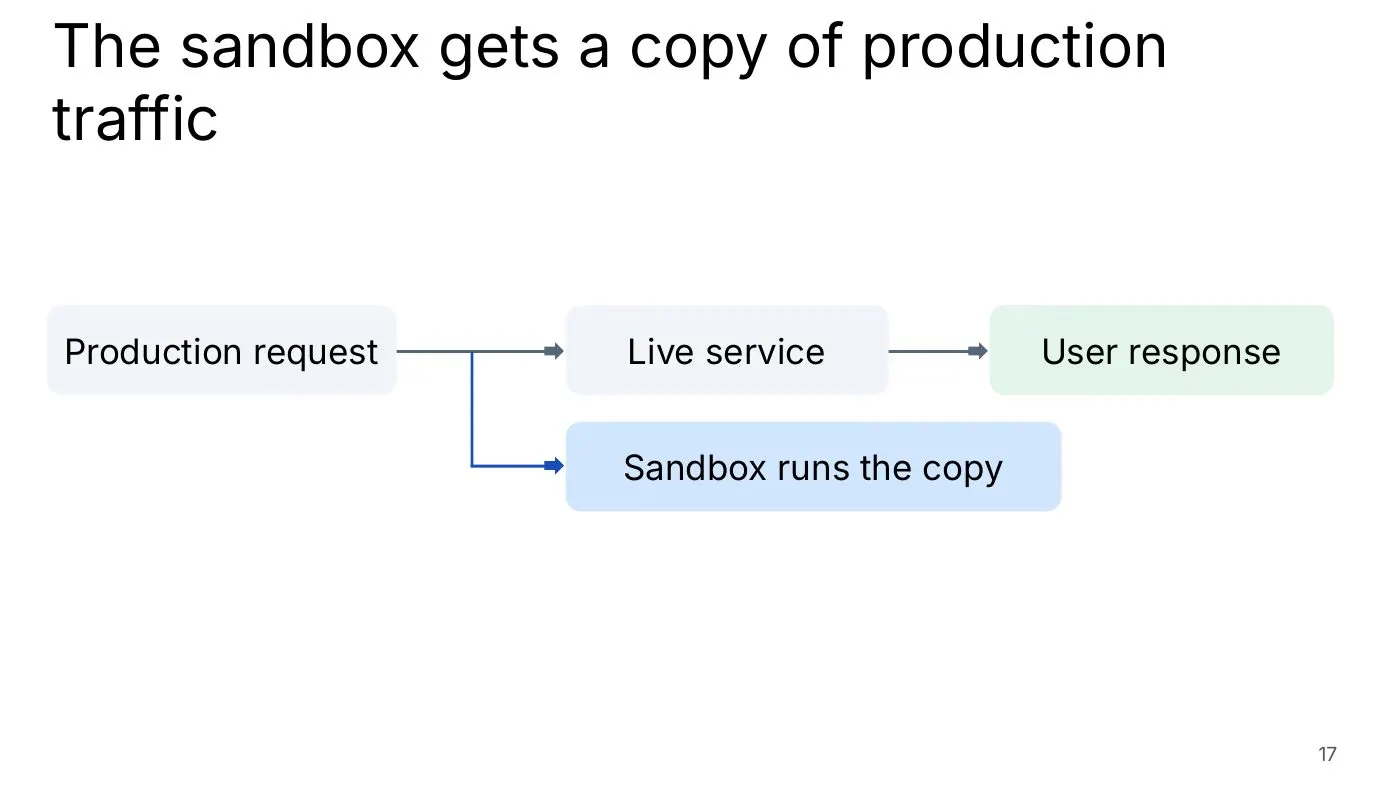 The sandbox gets a copy of production
traffic
Production request
Live service
User response
Sandbox runs the copy
17